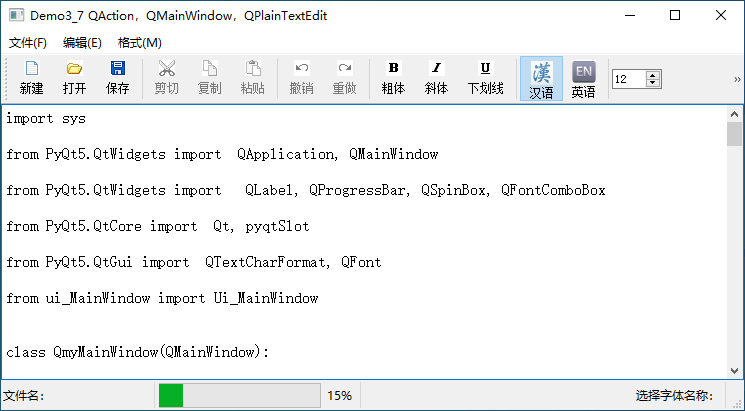 Demo3_7 QAction，QMainWindow，QPlainTextEdit
文件(F) 编辑(E) 格式(M)
新建 打开 保存 剪切 复制 粘贴 撤销 重做 B 粗体 I 斜体 U 下划线 漢 汉语 EN 英语 12 »
import sys
from PyQt5.QtWidgets import  QApplication, QMainWindow
from PyQt5.QtWidgets import   QLabel, QProgressBar, QSpinBox, QFontComboBox
from PyQt5.QtCore import  Qt, pyqtSlot
from PyQt5.QtGui import  QTextCharFormat, QFont
from ui_MainWindow import Ui_MainWindow
class QmyMainWindow(QMainWindow):
文件名： 15% 选择字体名称：